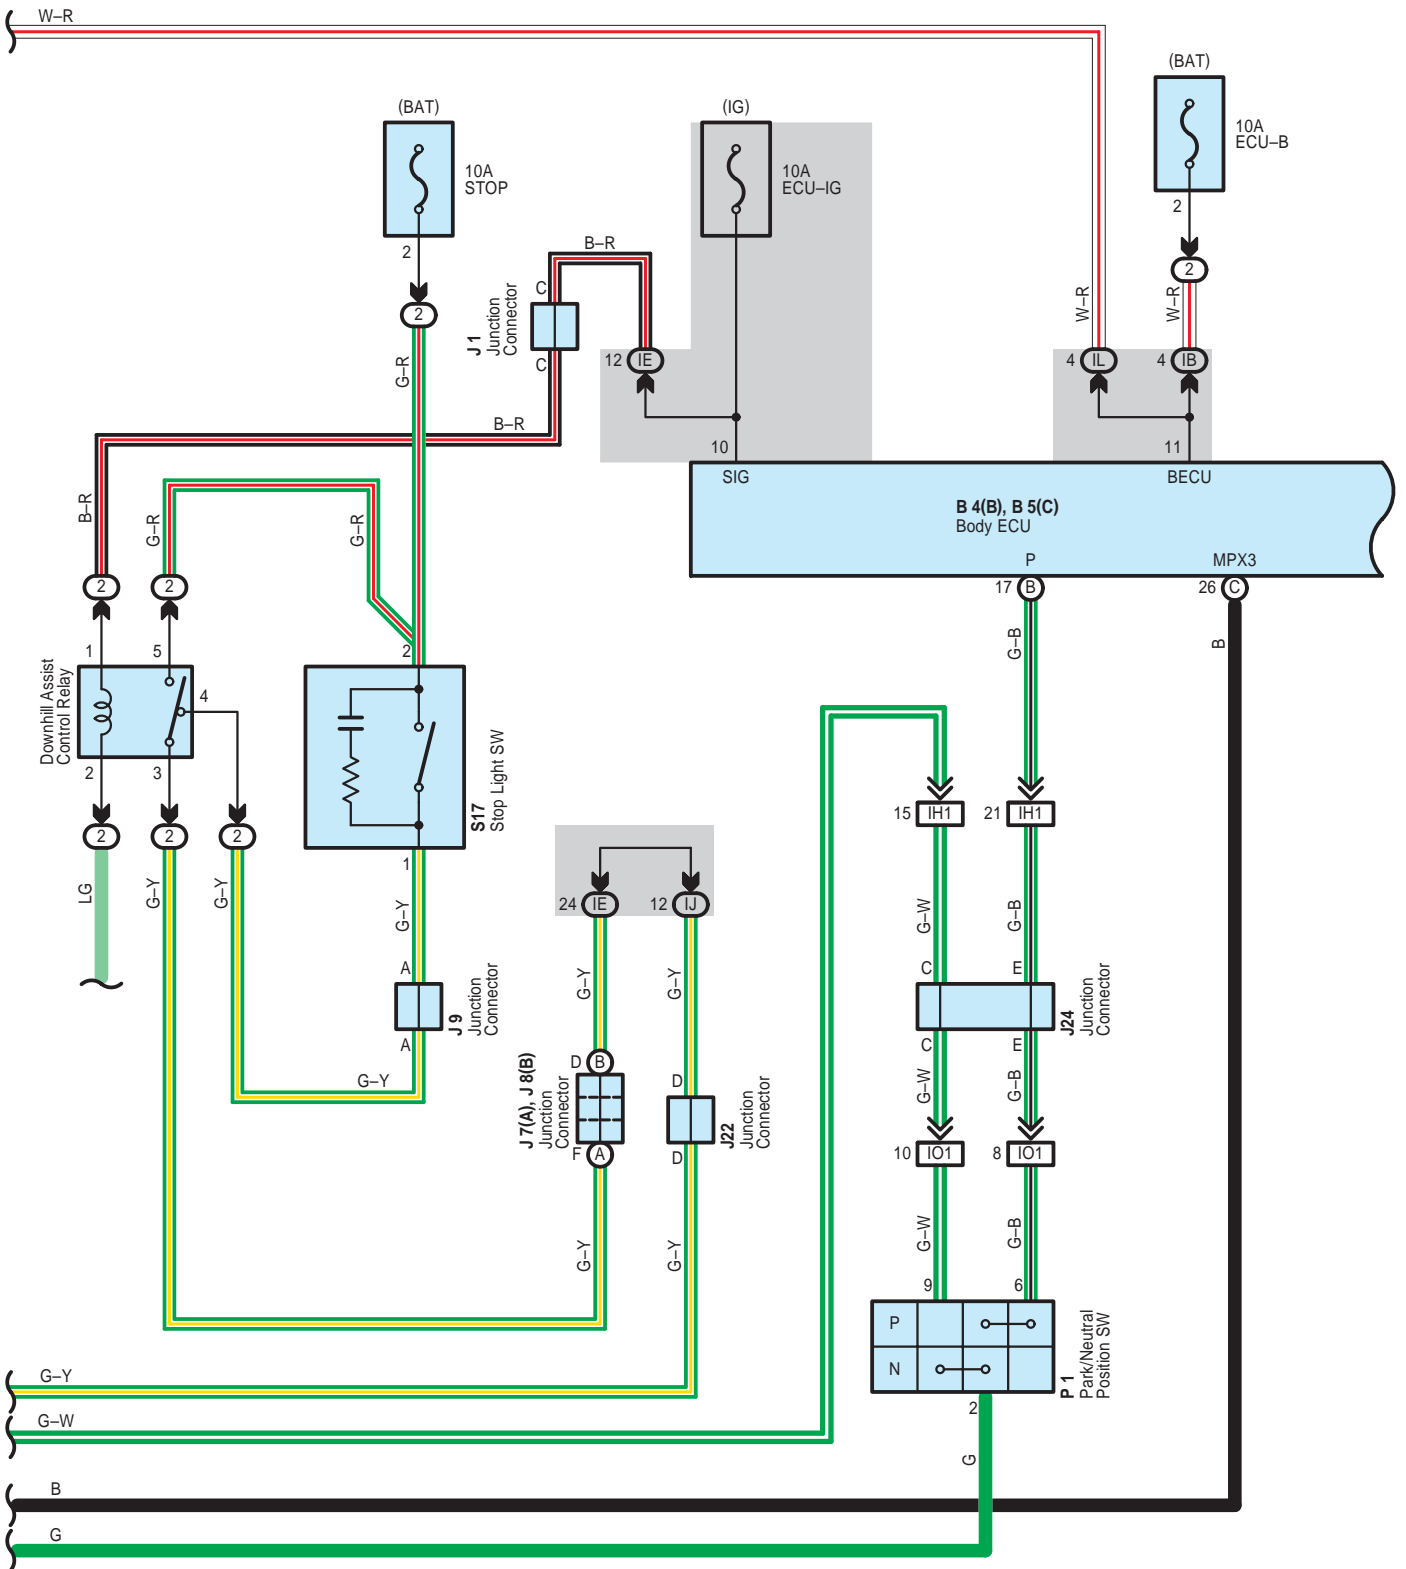 W–R
(BAT)
10A
ECU–B
2
2
W–R
W–R
4 IL
4 IB
11
BECU
(BAT)
10A
STOP
2
2
G–R
(IG)
10A
ECU–IG
B–R
C
J 1
Junction
Connector
C
12 IE
B–R
10
SIG
B 4(B), B 5(C)
Body ECU
P
MPX3
17 B
26 C
B–R
G–R
G–R
2
2
1
5
4
Downhill Assist
Control Relay
2
3
2
2
2
LG
G–Y
G–Y
2
S17
Stop Light SW
1
G–Y
A
J 9
Junction
Connector
A
G–Y
24 IE
12 IJ
G–Y
G–Y
D B
J 7(A), J 8(B)
Junction
Connector
F A
D
J22
Junction
Connector
D
G–Y
G–Y
G–B
B
15 IH1
21 IH1
G–W
G–B
C
E
J24
Junction
Connector
C
E
G–W
G–B
10 IO1
8 IO1
G–W
G–B
9
6
P
N
P 1
Park/Neutral
Position SW
2
G
G–Y
G–W
B
G